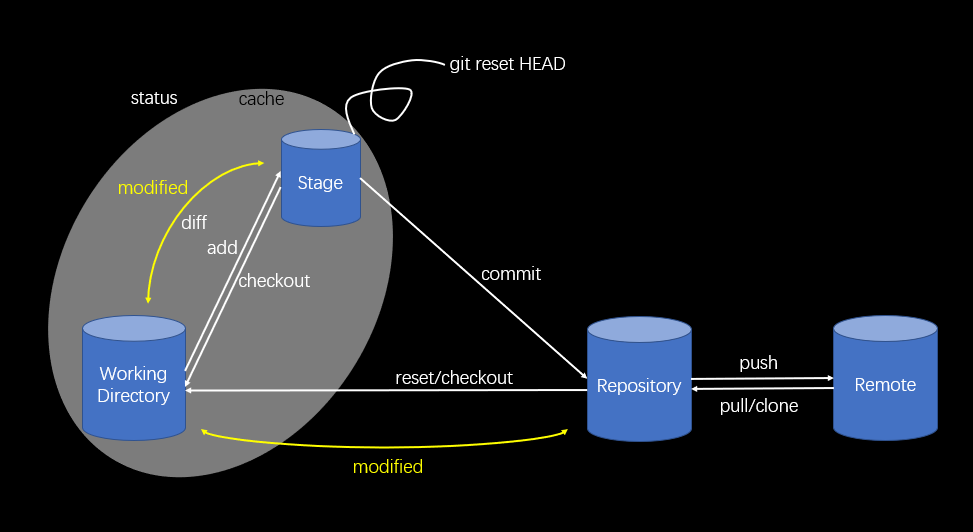 git reset HEAD
status
cache
Stage
modified
diff
add
checkout
commit
Working
Directory
reset/checkout
Repository
push
pull/clone
Remote
modified